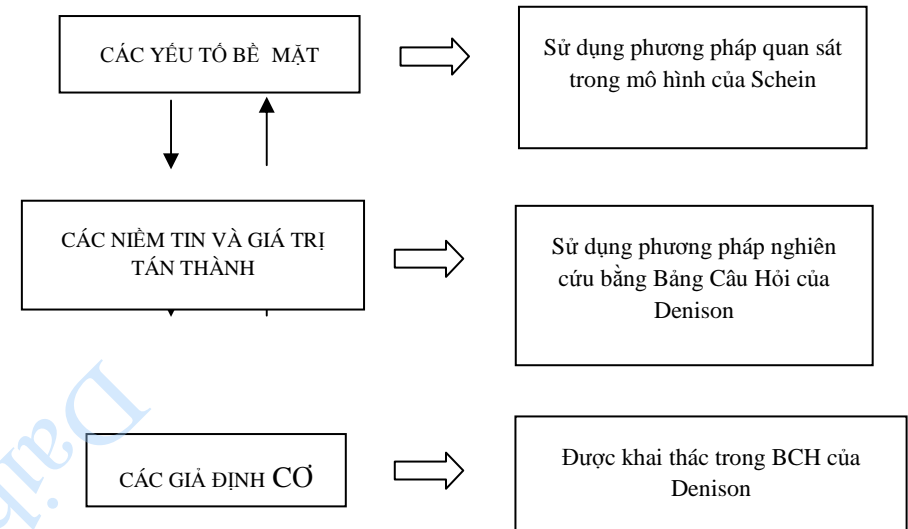 CÁC YẾU TỐ BỀ MẶT
Sử dụng phương pháp quan sát
trong mô hình của Schein
CÁC NIỀM TIN VÀ GIÁ TRỊ
TÁN THÀNH
Sử dụng phương pháp nghiên
cứu bằng Bảng Câu Hỏi của
Denison
CÁC GIẢ ĐỊNH CƠ
Được khai thác trong BCH của
Denison